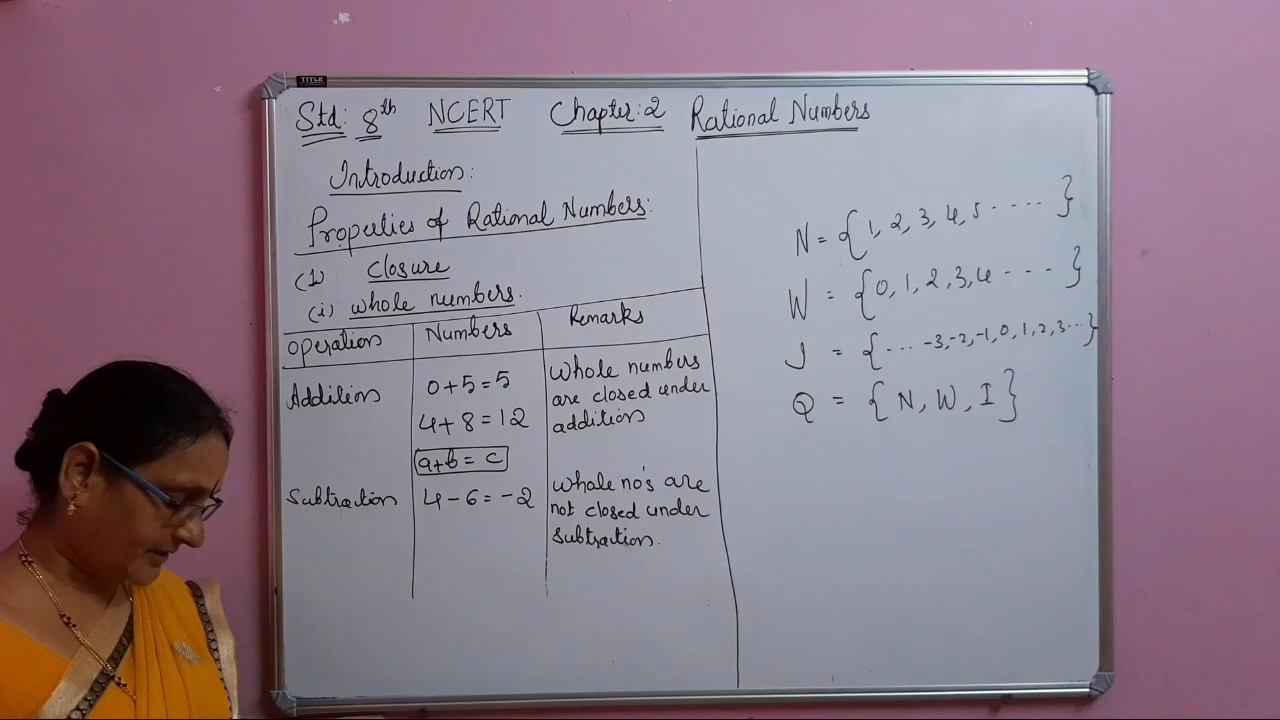 TITLE
Std: 8th NCERT Chapter: 2 Rational Numbers
Introduction:
Properties of Rational Numbers:
(1) closure
(i) whole numbers.
operation Numbers Remarks
Addition
0+5=5
4+8=12
a+b=c
Whole numbers
are closed under
addition
Subtraction
4-6=-2
whole no's are
not closed under
subtraction.
N = {1, 2, 3, 4, 5 ..... }
W = {0, 1, 2, 3, 4 .... }
J = {... -3, -2, -1, 0, 1, 2, 3...}
Q = {N, W, I}